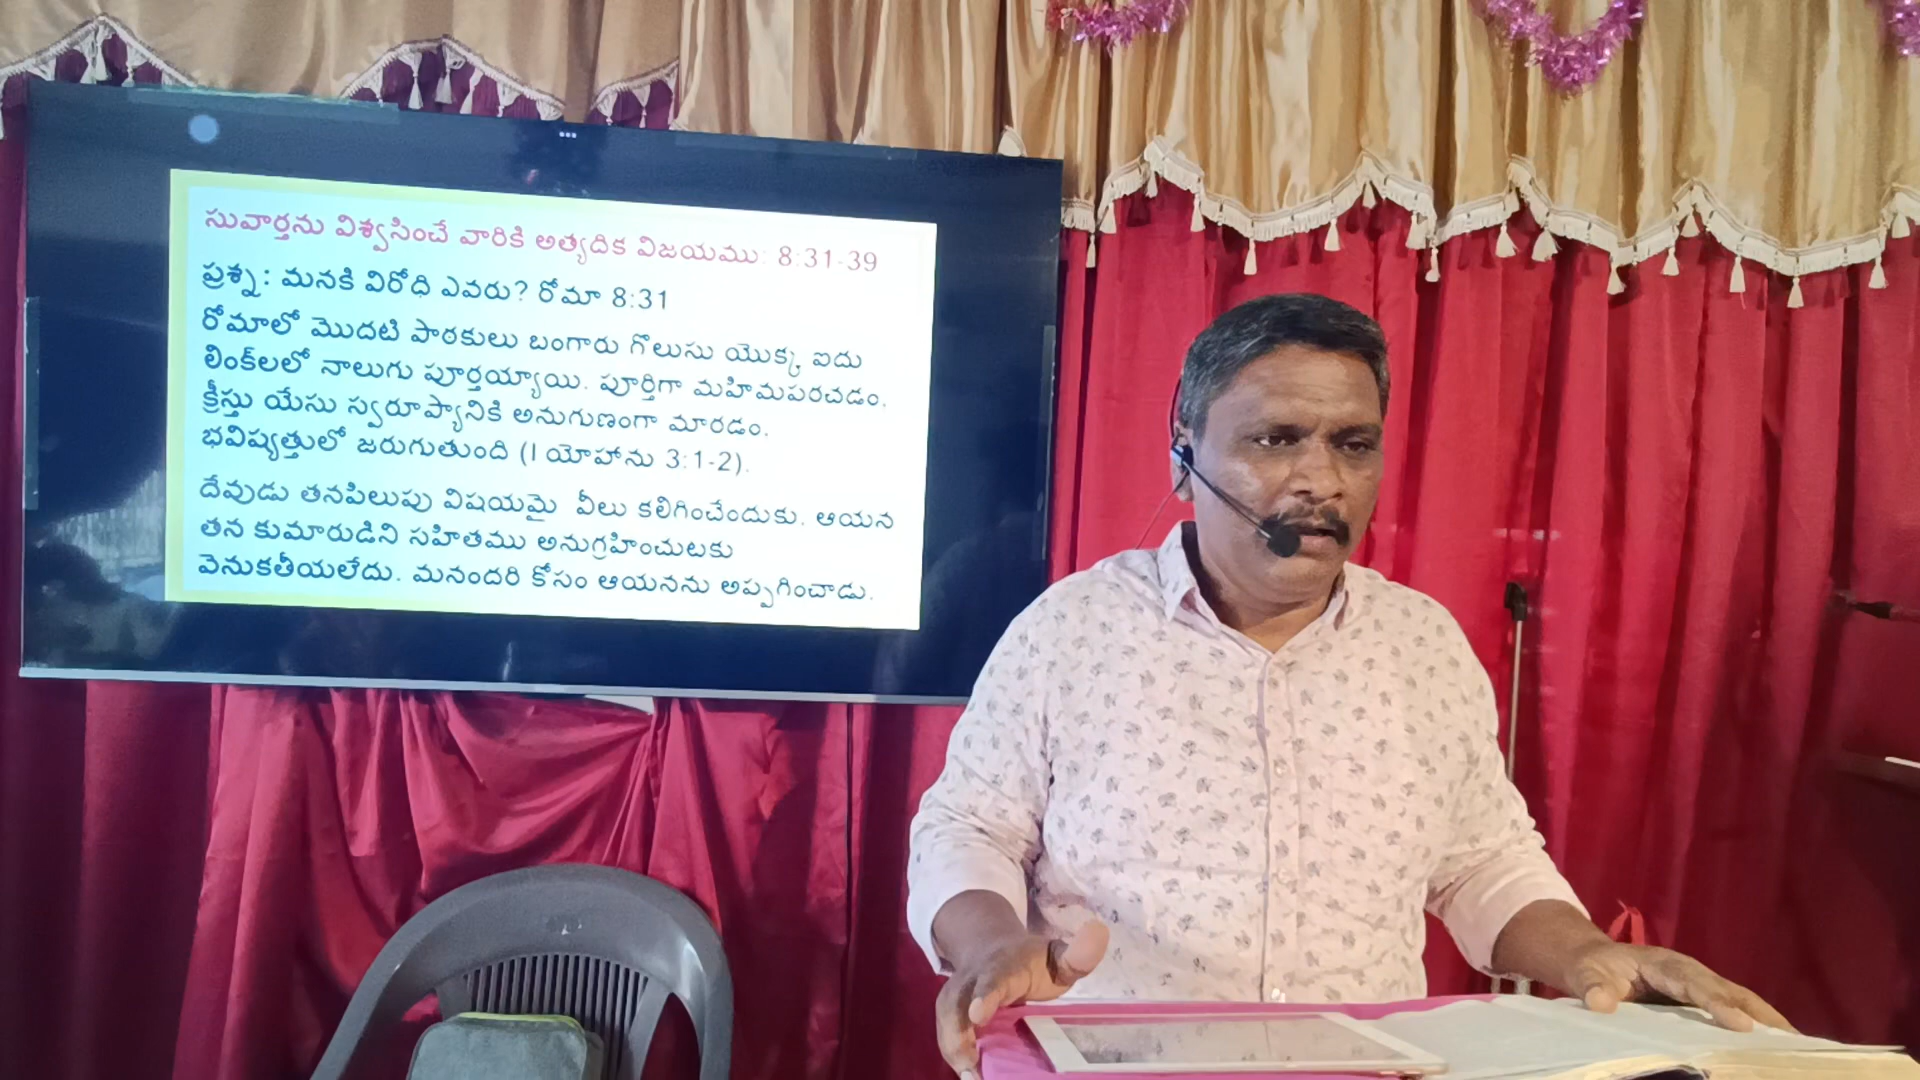 సువార్తను విశ్వసించే వారికి అత్యధిక విజయము: 8:31-39
ప్రశ్న: మనకి విరోధి ఎవరు? రోమా 8:31
రోమాలో మొదటి పాఠకులు బంగారు గొలుసు యొక్క ఐదు
లింక్‌లలో నాలుగు పూర్తయ్యాయి. పూర్తిగా మహిమపరచడం,
క్రీస్తు యేసు స్వరూప్యానికి అనుగుణంగా మారడం.
భవిష్యత్తులో జరుగుతుంది (I యోహాను 3:1-2).
దేవుడు తనపిలుపు విషయమై వీలు కలిగించేందుకు. ఆయన
తన కుమారుడిని సహితము అనుగ్రహించుటకు
వెనుకతీయలేదు. మనందరి కోసం ఆయనను అప్పగించాడు.